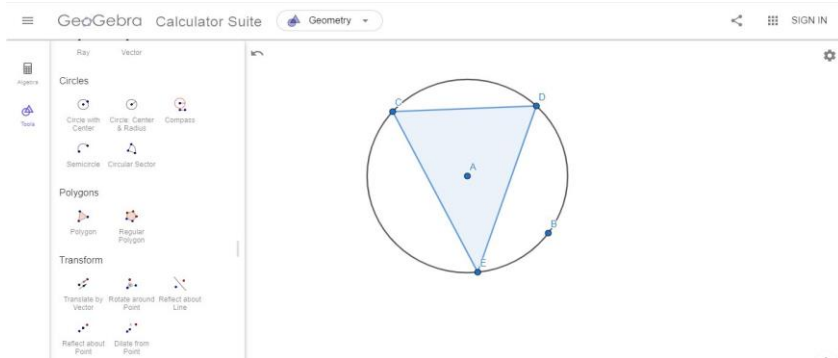 GeoGebra Calculator Suite Geometry SIGN IN
Ray Vector
Algebra
Tools
Circles
Circle with Center
Circle: Center & Radius
Compass
Semicircle Circular Sector
Polygons
Polygon
Regular Polygon
Transform
Translate by Vector
Rotate around Point
Reflect about Line
Reflect about Point
Dilate from Point
C
D
A
B
E